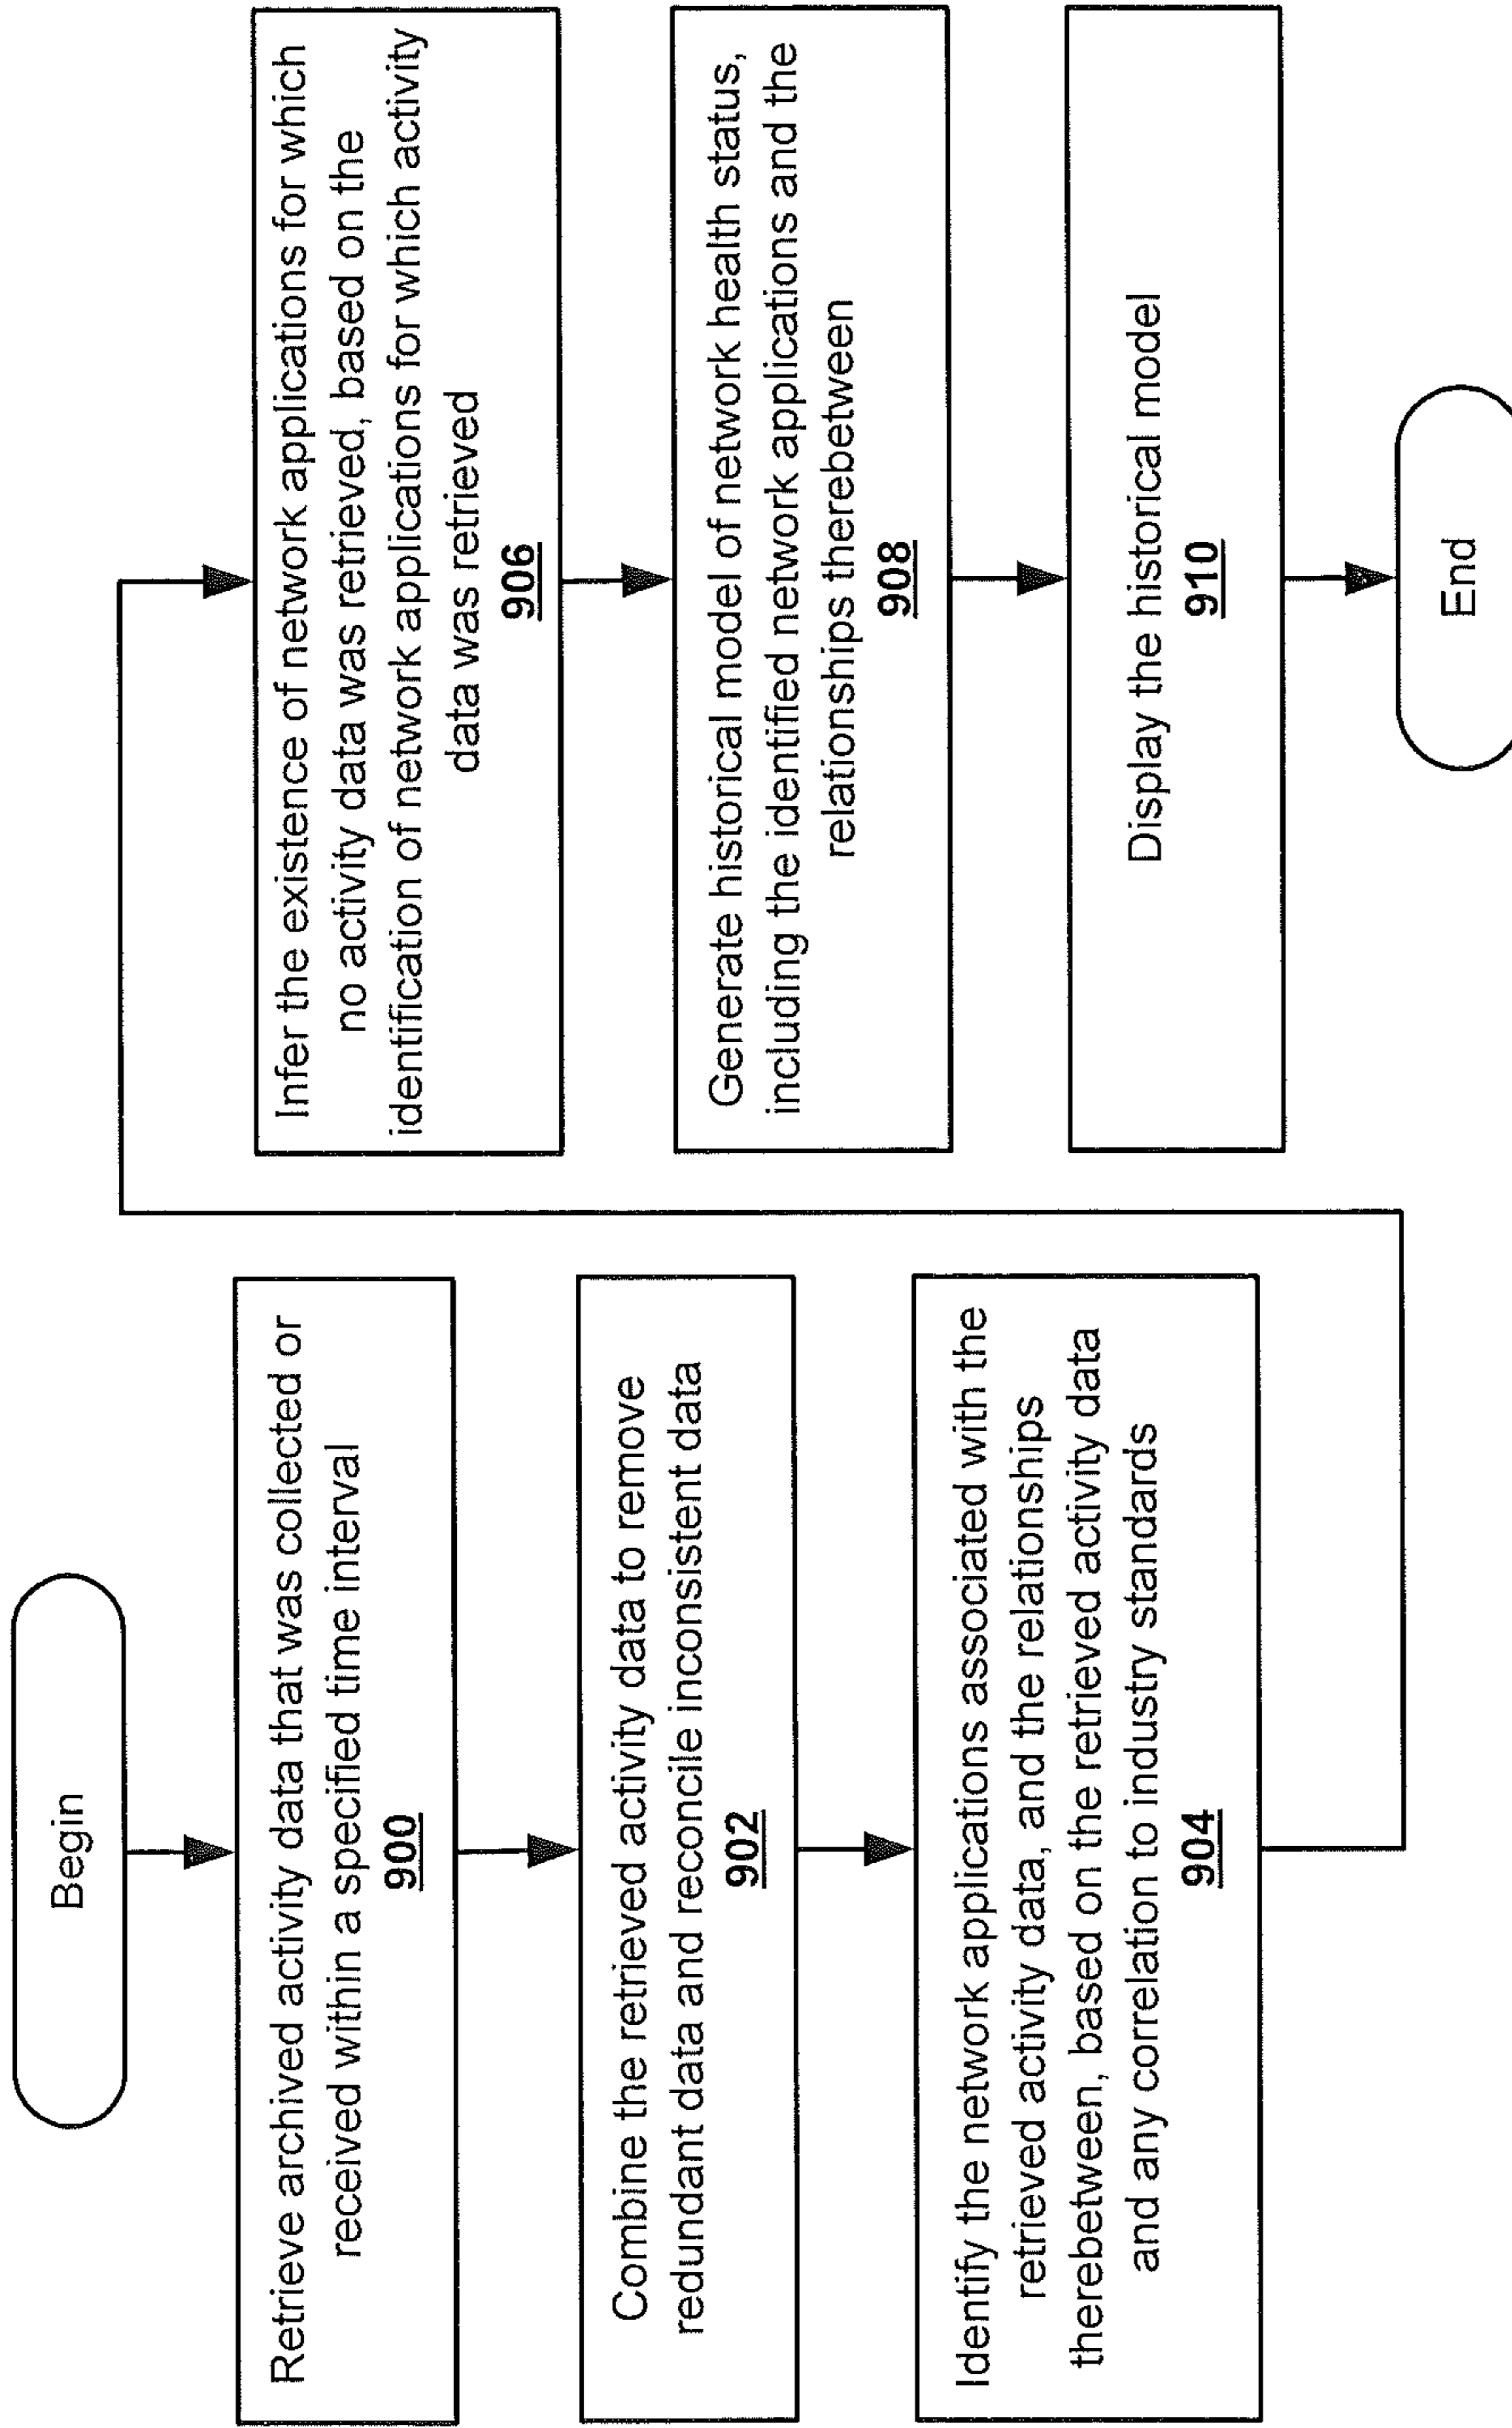 Begin
Retrieve archived activity data that was collected or
received within a specified time interval
900
Combine the retrieved activity data to remove
redundant data and reconcile inconsistent data
902
Identify the network applications associated with the
retrieved activity data, and the relationships
therebetween, based on the retrieved activity data
and any correlation to industry standards
904
Infer the existence of network applications for which
no activity data was retrieved, based on the
identification of network applications for which activity
data was retrieved
906
Generate historical model of network health status,
including the identified network applications and the
relationships therebetween
908
Display the historical model
910
End